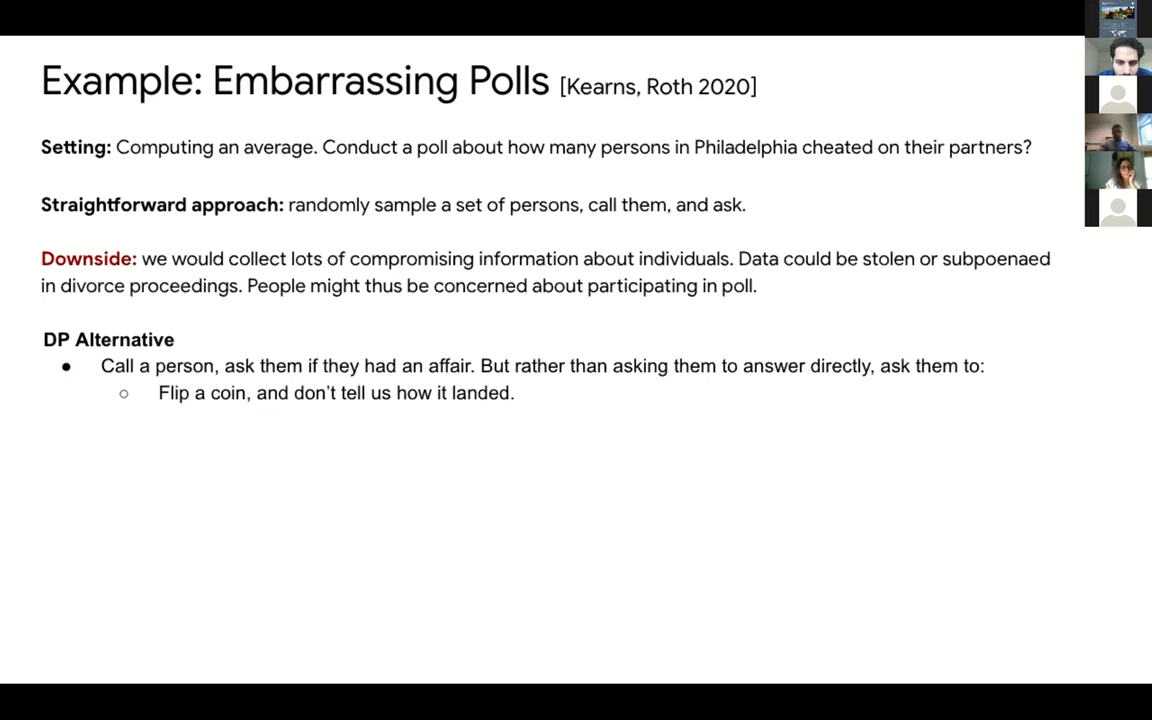 Example: Embarrassing Polls [Kearns, Roth 2020]
Setting: Computing an average. Conduct a poll about how many persons in Philadelphia cheated on their partners?
Straightforward approach: randomly sample a set of persons, call them, and ask.
Downside: we would collect lots of compromising information about individuals. Data could be stolen or subpoenaed
in divorce proceedings. People might thus be concerned about participating in poll.
DP Alternative
● Call a person, ask them if they had an affair. But rather than asking them to answer directly, ask them to:
○ Flip a coin, and don't tell us how it landed.